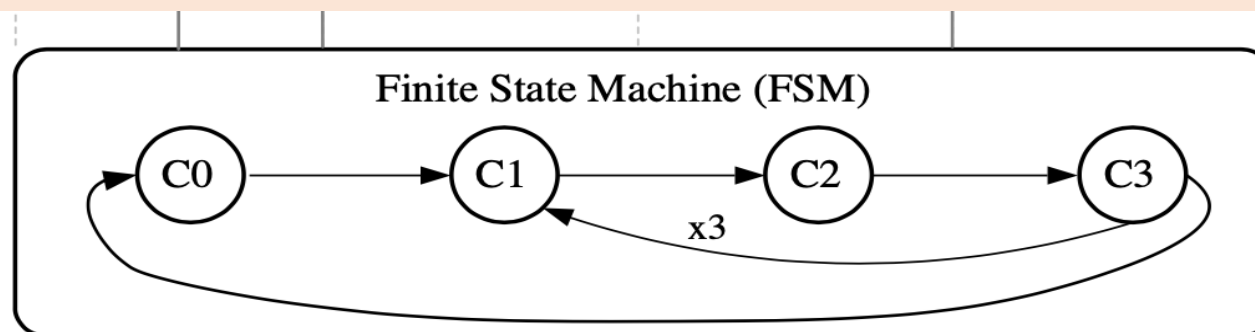 Finite State Machine (FSM)
C0 C1 C2 C3
x3